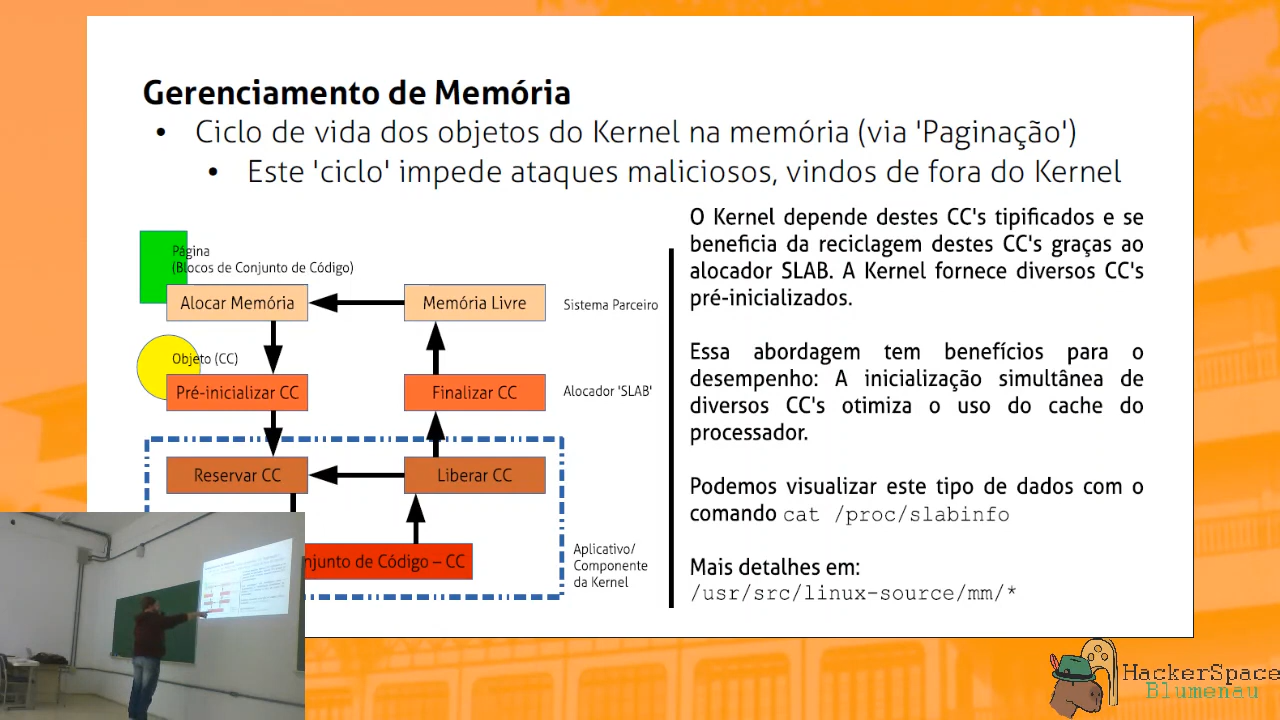 Gerenciamento de Memória
• Ciclo de vida dos objetos do Kernel na memória (via 'Paginação')
• Este 'ciclo' impede ataques maliciosos, vindos de fora do Kernel
Página
(Blocos de Conjunto de Código)
Alocar Memória
Memória Livre
Sistema Parceiro
Objeto (CC)
Pré-inicializar CC
Finalizar CC
Alocador 'SLAB'
Reservar CC
Liberar CC
njunto de Código – CC
Aplicativo/
Componente
da Kernel
O Kernel depende destes CC's tipificados e se
beneficia da reciclagem destes CC's graças ao
alocador SLAB. A Kernel fornece diversos CC's
pré-inicializados.
Essa abordagem tem benefícios para o
desempenho: A inicialização simultânea de
diversos CC's otimiza o uso do cache do
processador.
Podemos visualizar este tipo de dados com o
comando cat /proc/slabinfo
Mais detalhes em:
/usr/src/linux-source/mm/*
HackerSpace
Blumenau